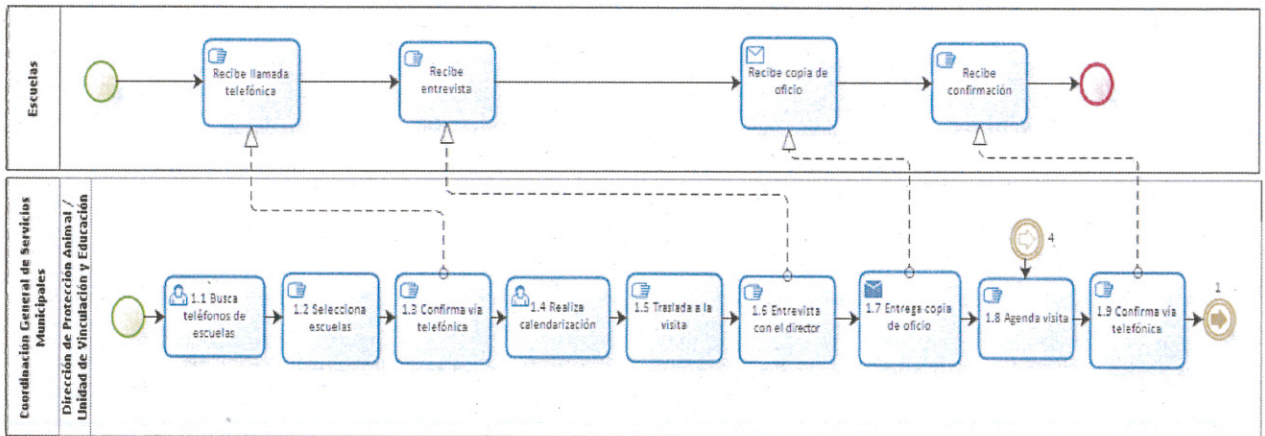 Escuelas
Recibe llamada
telefónica
Recibe
entrevista
Recibe copia de
oficio
Recibe
confirmación
Coordinación General de Servicios
Municipales
Dirección de Protección Animal /
Unidad de Vinculación y Educación
1.1 Busca
teléfonos de
escuelas
1.2 Selecciona
escuelas
1.3 Confirma vía
telefónica
1.4 Realiza
calendarización
1.5 Traslada a la
visita
1.6 Entrevista
con el director
1.7 Entrega copia
de oficio
4
1.8 Agenda visita
1.9 Confirma vía
telefónica
1